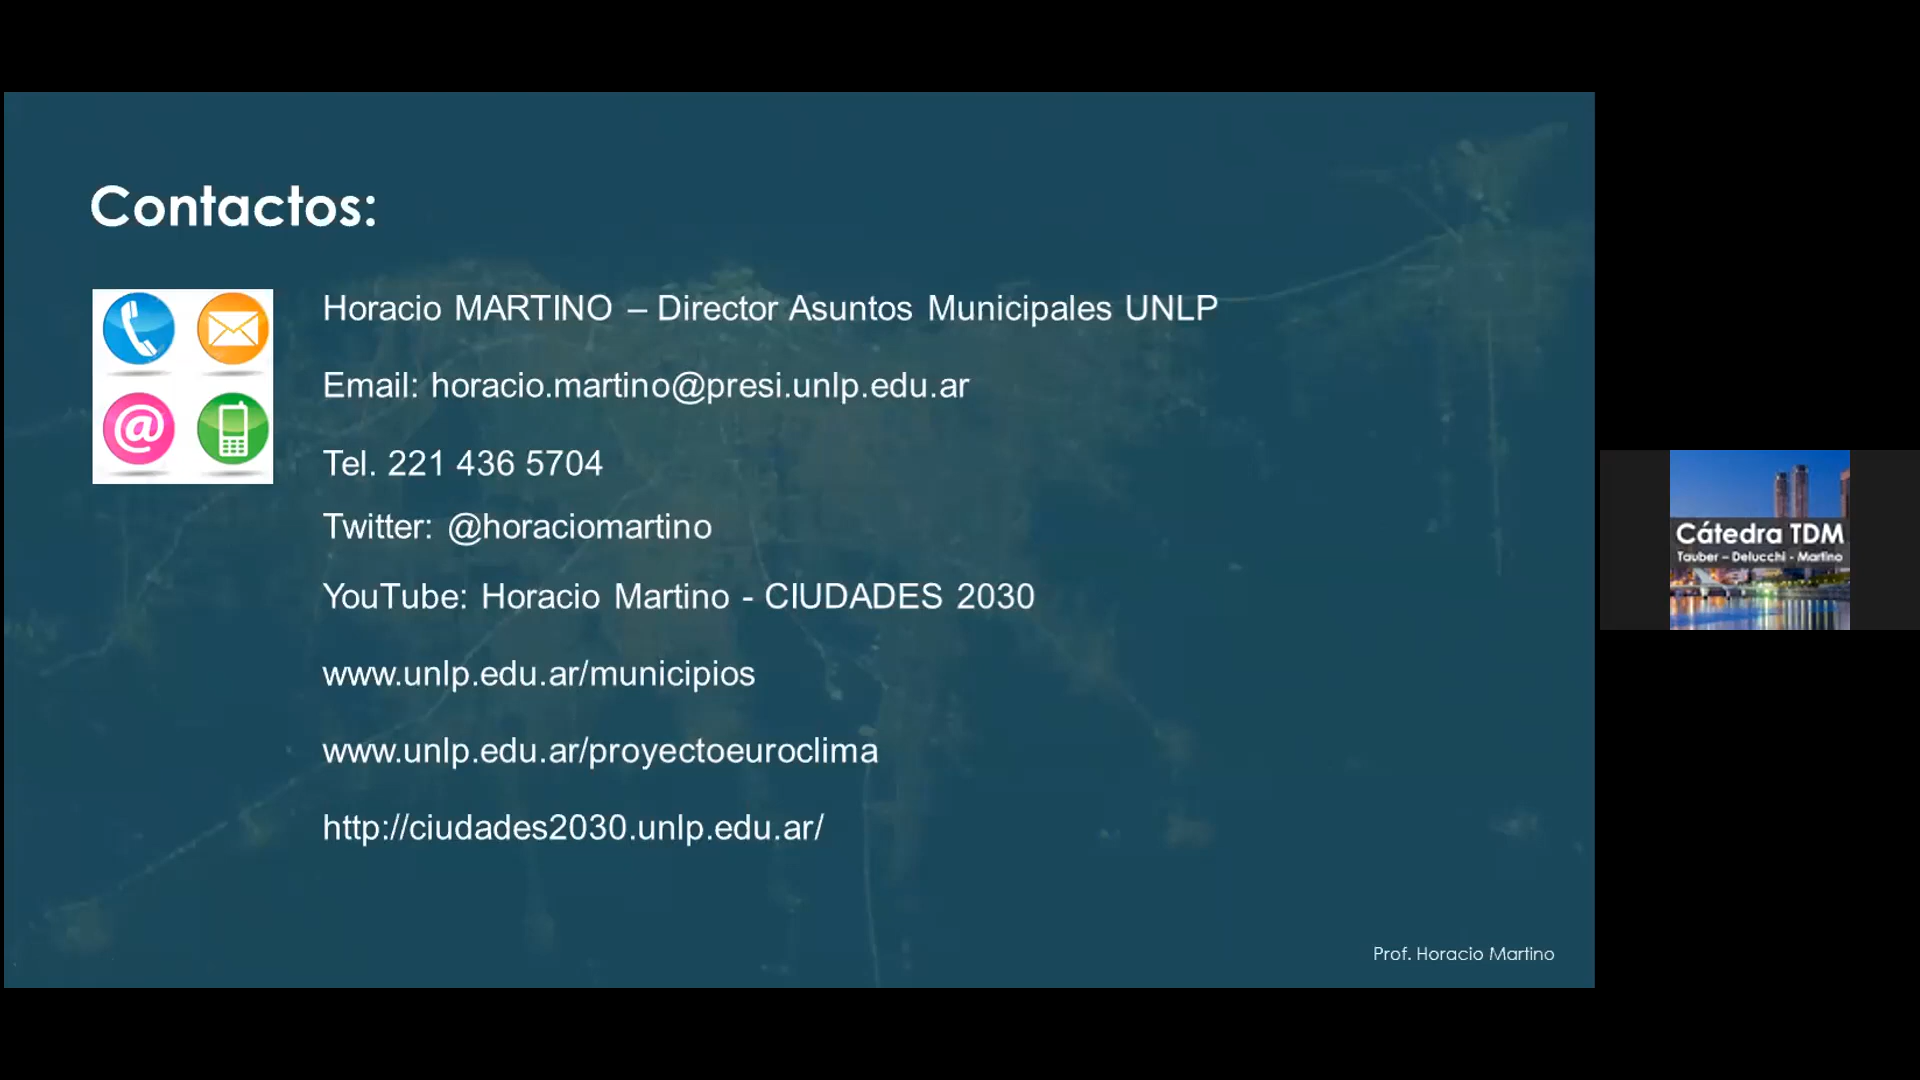 Contactos:
Horacio MARTINO – Director Asuntos Municipales UNLP
Email: horacio.martino@presi.unlp.edu.ar
Tel. 221 436 5704
Twitter: @horaciomartino
YouTube: Horacio Martino - CIUDADES 2030
www.unlp.edu.ar/municipios
www.unlp.edu.ar/proyectoeuroclima
http://ciudades2030.unlp.edu.ar/
Prof. Horacio Martino
Cátedra TDM
Tauber – Delucchi - Martino